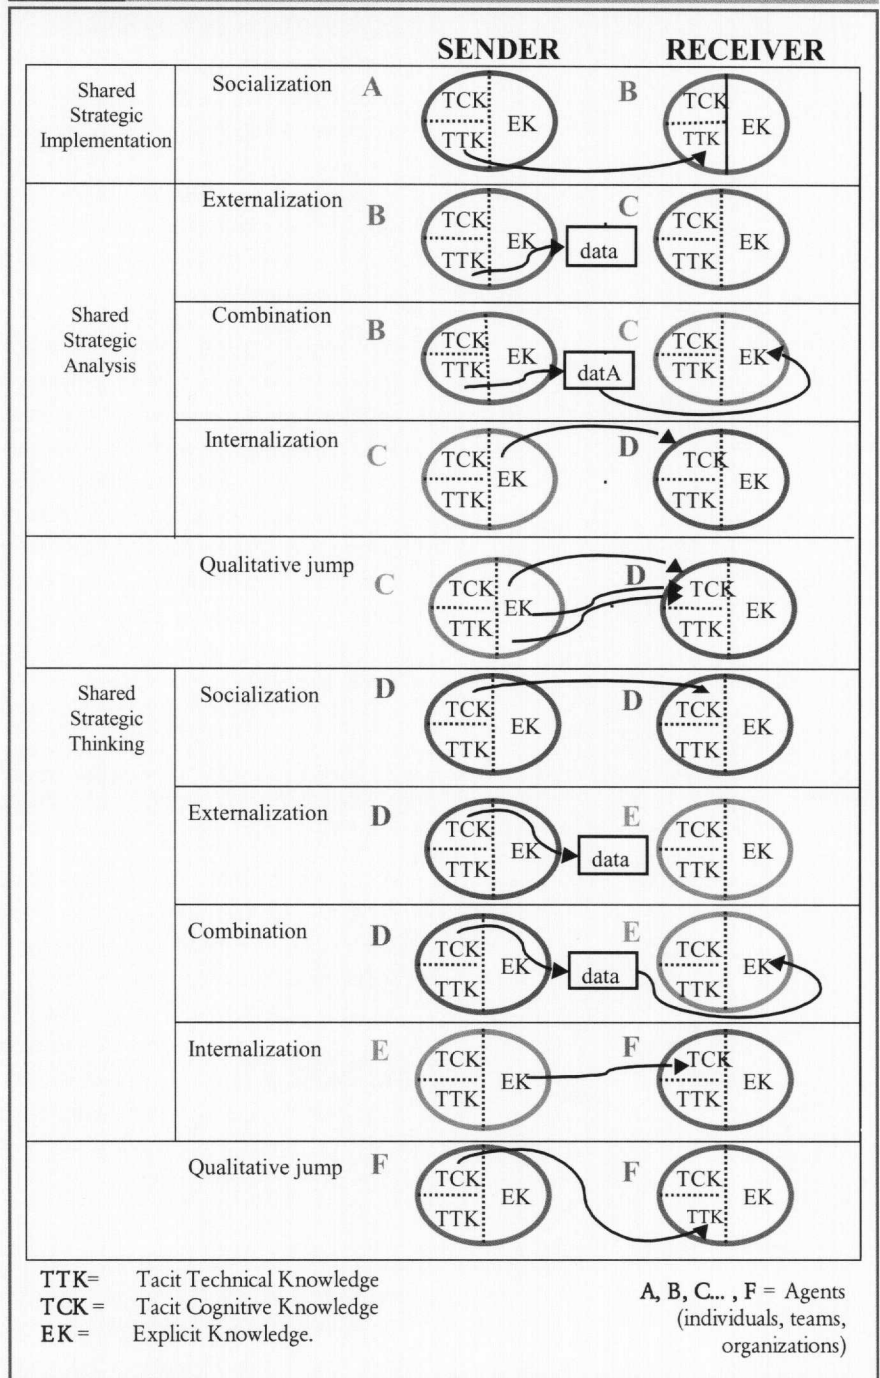 SENDER RECEIVER
Shared
Strategic
Implementation
Socialization A B
TCK EK TCK EK
TTK TTK
Shared
Strategic
Analysis
Externalization B C
TCK EK data TCK EK
TTK TTK
Combination B C
TCK EK datA TCK EK
TTK TTK
Internalization C D
TCK EK TCK EK
TTK TTK
Qualitative jump C D
TCK EK TCK EK
TTK TTK
Shared
Strategic
Thinking
Socialization D D
TCK EK TCK EK
TTK TTK
Externalization D E
TCK EK data TCK EK
TTK TTK
Combination D E
TCK EK data TCK EK
TTK TTK
Internalization E F
TCK EK TCK EK
TTK TTK
Qualitative jump F F
TCK EK TCK EK
TTK TTK
TTK= Tacit Technical Knowledge
TCK = Tacit Cognitive Knowledge
EK = Explicit Knowledge.
A, B, C... , F = Agents
(individuals, teams,
organizations)